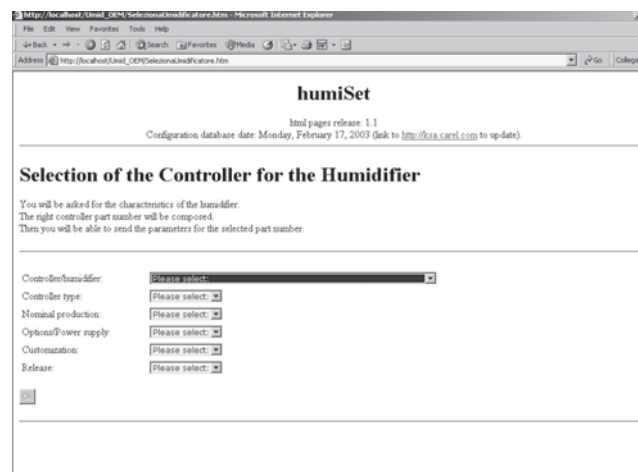 http://localhost/Umid_OEM/SelezionaUmidificatore.htm - Microsoft Internet Explorer
File Edit View Favorites Tools Help
Back Search Favorites Media
Address http://localhost/Umid_OEM/SelezionaUmidificatore.htm Go
humiSet
html pages release: 1.1
Configuration database date: Monday, February 17, 2003 (link to http://ksa.carel.com to update).
Selection of the Controller for the Humidifier
You will be asked for the characteristics of the humidifier.
The right controller part number will be composed.
Then you will be able to send the parameters for the selected part number.
Controller/humidifier: Please select:
Controller type: Please select:
Nominal production: Please select:
Options/Power supply: Please select:
Customization: Please select:
Release: Please select:
Ok